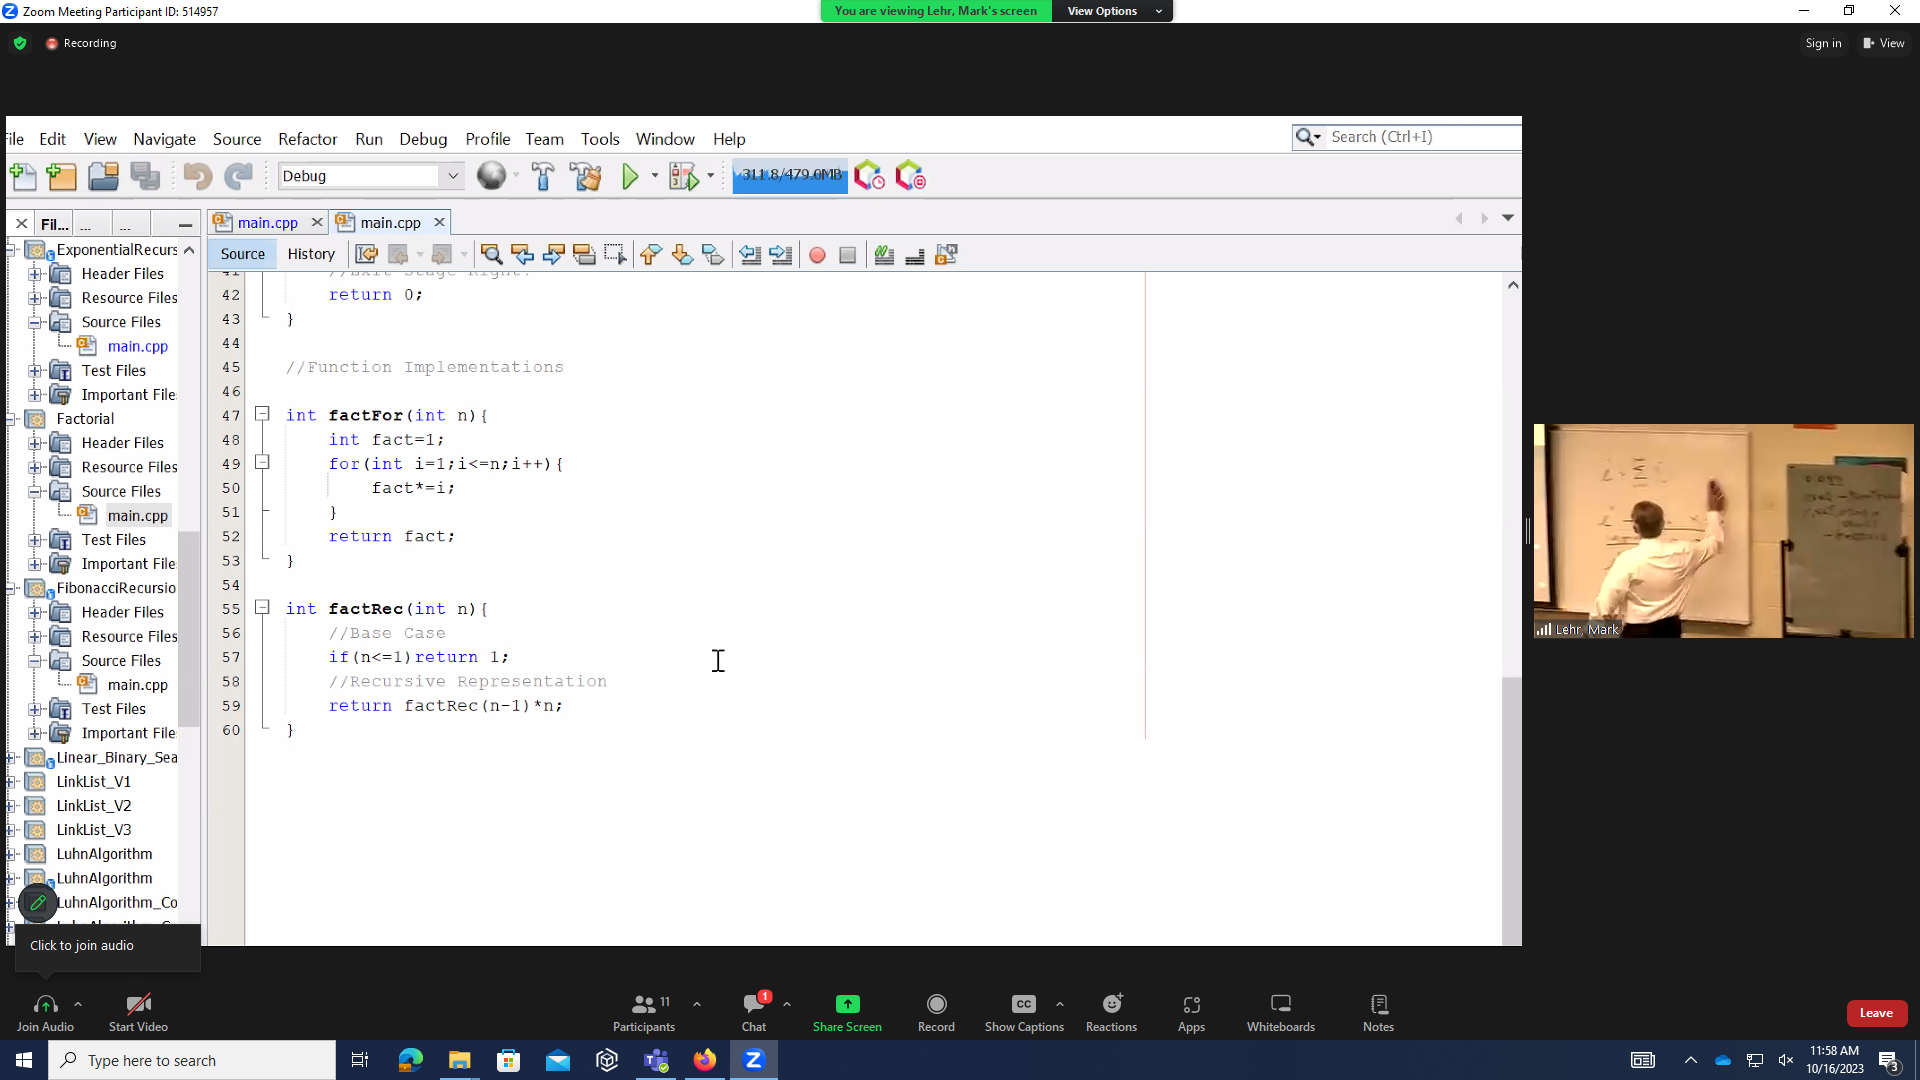 Zoom Meeting Participant ID: 514957
You are viewing Lehr, Mark's screen
View Options
Recording
Sign in
View
ile Edit View Navigate Source Refactor Run Debug Profile Team Tools Window Help
Search (Ctrl+I)
Debug
311.8/479.0MB
Fil... ... ...
main.cpp
main.cpp
Source History
ExponentialRecurs
Header Files
Resource Files
Source Files
main.cpp
Test Files
Important File
Factorial
Header Files
Resource Files
Source Files
main.cpp
Test Files
Important File
FibonacciRecursio
Header Files
Resource Files
Source Files
main.cpp
Test Files
Important File
Linear_Binary_Sea
LinkList_V1
LinkList_V2
LinkList_V3
LuhnAlgorithm
LuhnAlgorithm
LuhnAlgorithm_Co
41 //Exit Stage Right!
42 return 0;
43 }
44
45 //Function Implementations
46
47 int factFor(int n){
48 int fact=1;
49 for(int i=1;i<=n;i++){
50 fact*=i;
51 }
52 return fact;
53 }
54
55 int factRec(int n){
56 //Base Case
57 if(n<=1)return 1;
58 //Recursive Representation
59 return factRec(n-1)*n;
60 }
Lehr, Mark
Click to join audio
Join Audio
Start Video
11
Participants
1
Chat
Share Screen
Record
CC
Show Captions
Reactions
Apps
Whiteboards
Notes
Leave
Type here to search
11:58 AM
10/16/2023
3